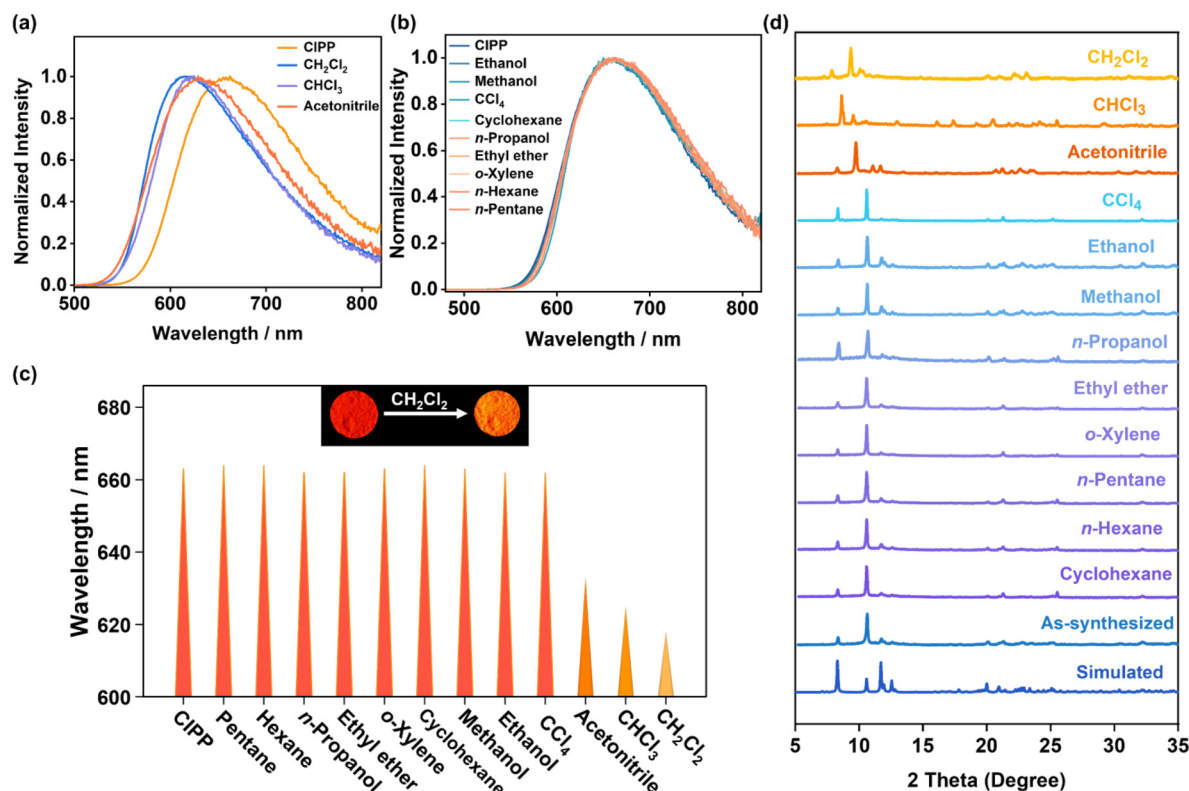 (a)
Normalized Intensity
1.0
0.8
0.6
0.4
0.2
0.0
500
600
700
800
Wavelength / nm
CIPP
CH₂Cl₂
CHCl₃
Acetonitrile
(b)
Normalized Intensity
1.0
0.8
0.6
0.4
0.2
0.0
500
600
700
800
Wavelength / nm
CIPP
Ethanol
Methanol
CCl₄
Cyclohexane
n-Propanol
Ethyl ether
o-Xylene
n-Hexane
n-Pentane
(c)
Wavelength / nm
680
660
640
620
600
CH₂Cl₂
CIPP
Pentane
Hexane
n-Propanol
Ethyl ether
o-Xylene
Cyclohexane
Methanol
Ethanol
CCl₄
Acetonitrile
CHCl₃
CH₂Cl₂
(d)
CH₂Cl₂
CHCl₃
Acetonitrile
CCl₄
Ethanol
Methanol
n-Propanol
Ethyl ether
o-Xylene
n-Pentane
n-Hexane
Cyclohexane
As-synthesized
Simulated
5
10
15
20
25
30
35
2 Theta (Degree)